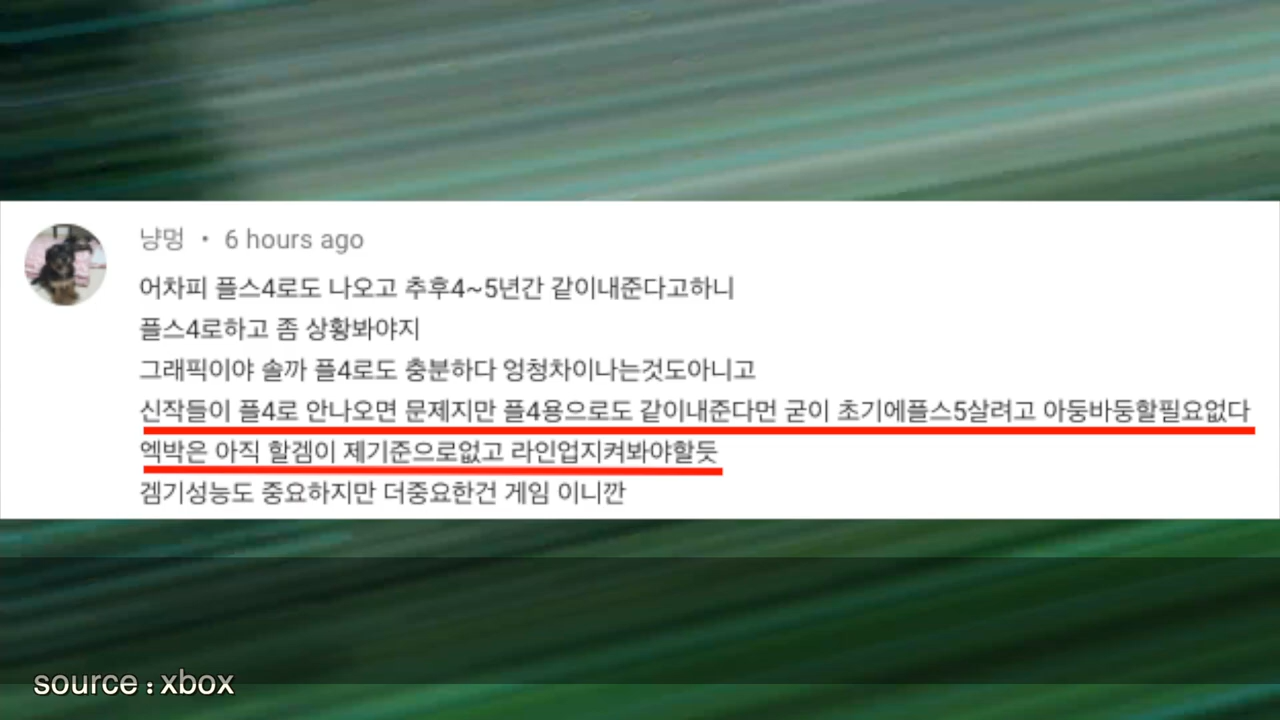 냥멍 • 6 hours ago
어차피 플스4로도 나오고 추후4~5년간 같이내준다고하니
플스4로하고 좀 상황봐야지
그래픽이야 솔까 플4로도 충분하다 엉청차이나는것도아니고
신작들이 플4로 안나오면 문제지만 플4용으로도 같이내준다먼 굳이 초기에플스5살려고 아둥바둥할필요없다
엑박은 아직 할겜이 제기준으로없고 라인업지켜봐야할듯
겜기성능도 중요하지만 더중요한건 게임 이니깐
source : xbox